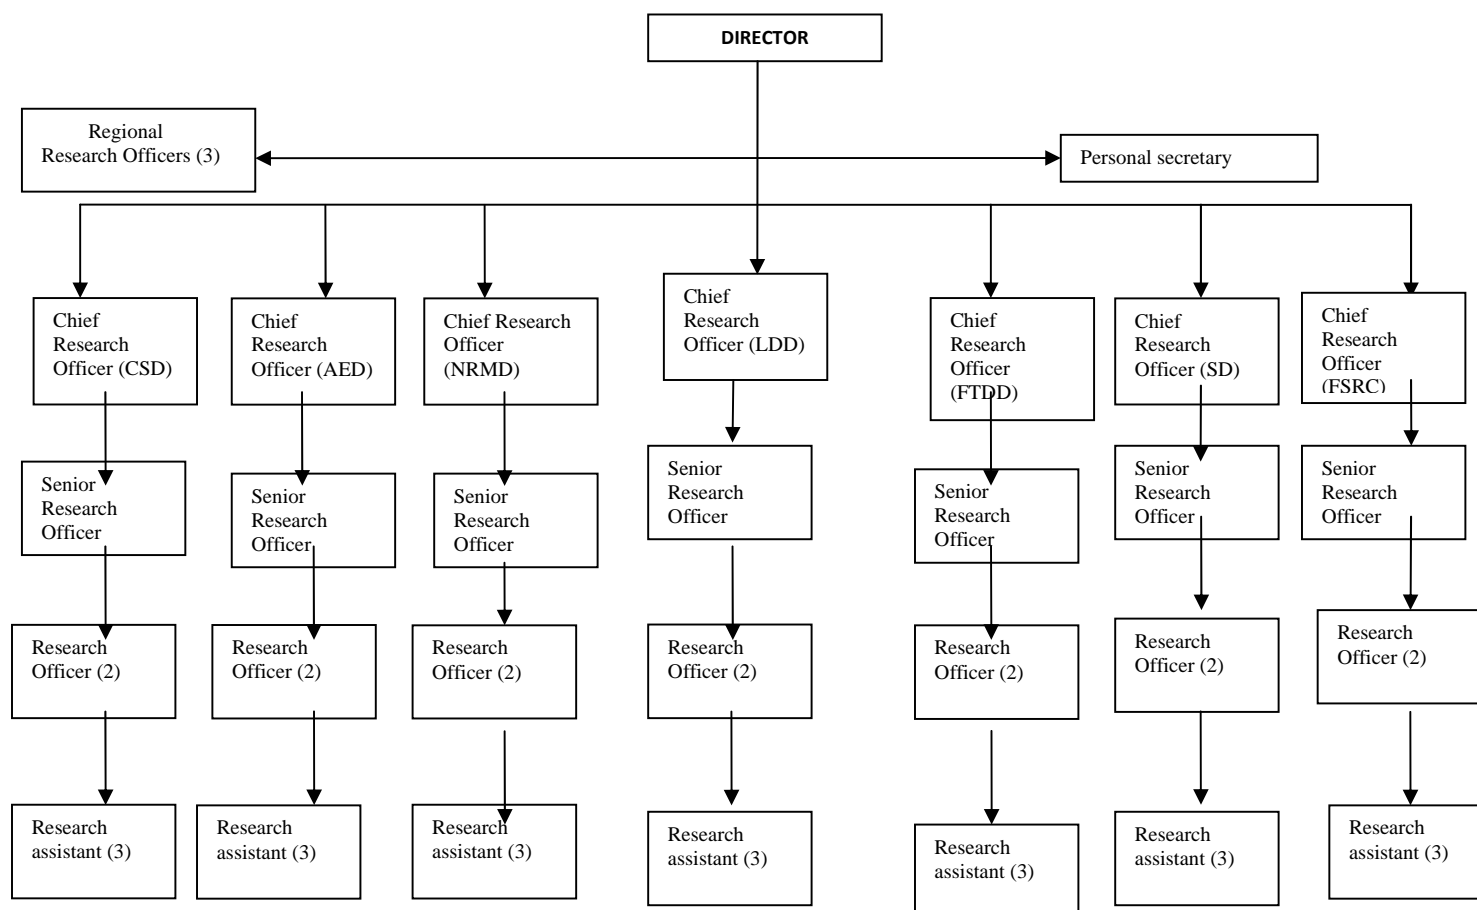 DIRECTOR
Regional
Research Officers (3)
Personal secretary
Chief
Research
Officer (CSD)
Chief
Research
Officer (AED)
Chief Research
Officer
(NRMD)
Chief
Research
Officer (LDD)
Chief
Research
Officer
(FTDD)
Chief
Research
Officer (SD)
Chief
Research
Officer
(FSRC)
Senior
Research
Officer
Senior
Research
Officer
Senior
Research
Officer
Senior
Research
Officer
Senior
Research
Officer
Senior
Research
Officer
Senior
Research
Officer
Research
Officer (2)
Research
Officer (2)
Research
Officer (2)
Research
Officer (2)
Research
Officer (2)
Research
Officer (2)
Research
Officer (2)
Research
assistant (3)
Research
assistant (3)
Research
assistant (3)
Research
assistant (3)
Research
assistant (3)
Research
assistant (3)
Research
assistant (3)